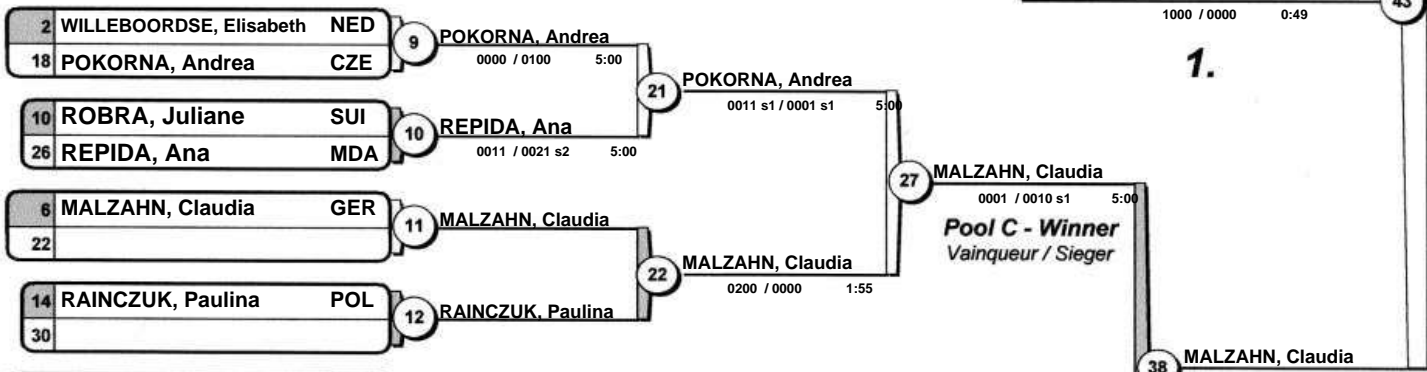 43
1000 / 0000 0:49
1.
2 WILLEBOORDSE, Elisabeth NED
18 POKORNA, Andrea CZE
9
POKORNA, Andrea
0000 / 0100 5:00
10 ROBRA, Juliane SUI
26 REPIDA, Ana MDA
10
REPIDA, Ana
0011 / 0021 s2 5:00
21
POKORNA, Andrea
0011 s1 / 0001 s1 5:00
6 MALZAHN, Claudia GER
22
11
MALZAHN, Claudia
14 RAINCZUK, Paulina POL
30
12
RAINCZUK, Paulina
22
MALZAHN, Claudia
0200 / 0000 1:55
27
MALZAHN, Claudia
0001 / 0010 s1 5:00
Pool C - Winner
Vainqueur / Sieger
38
MALZAHN, Claudia